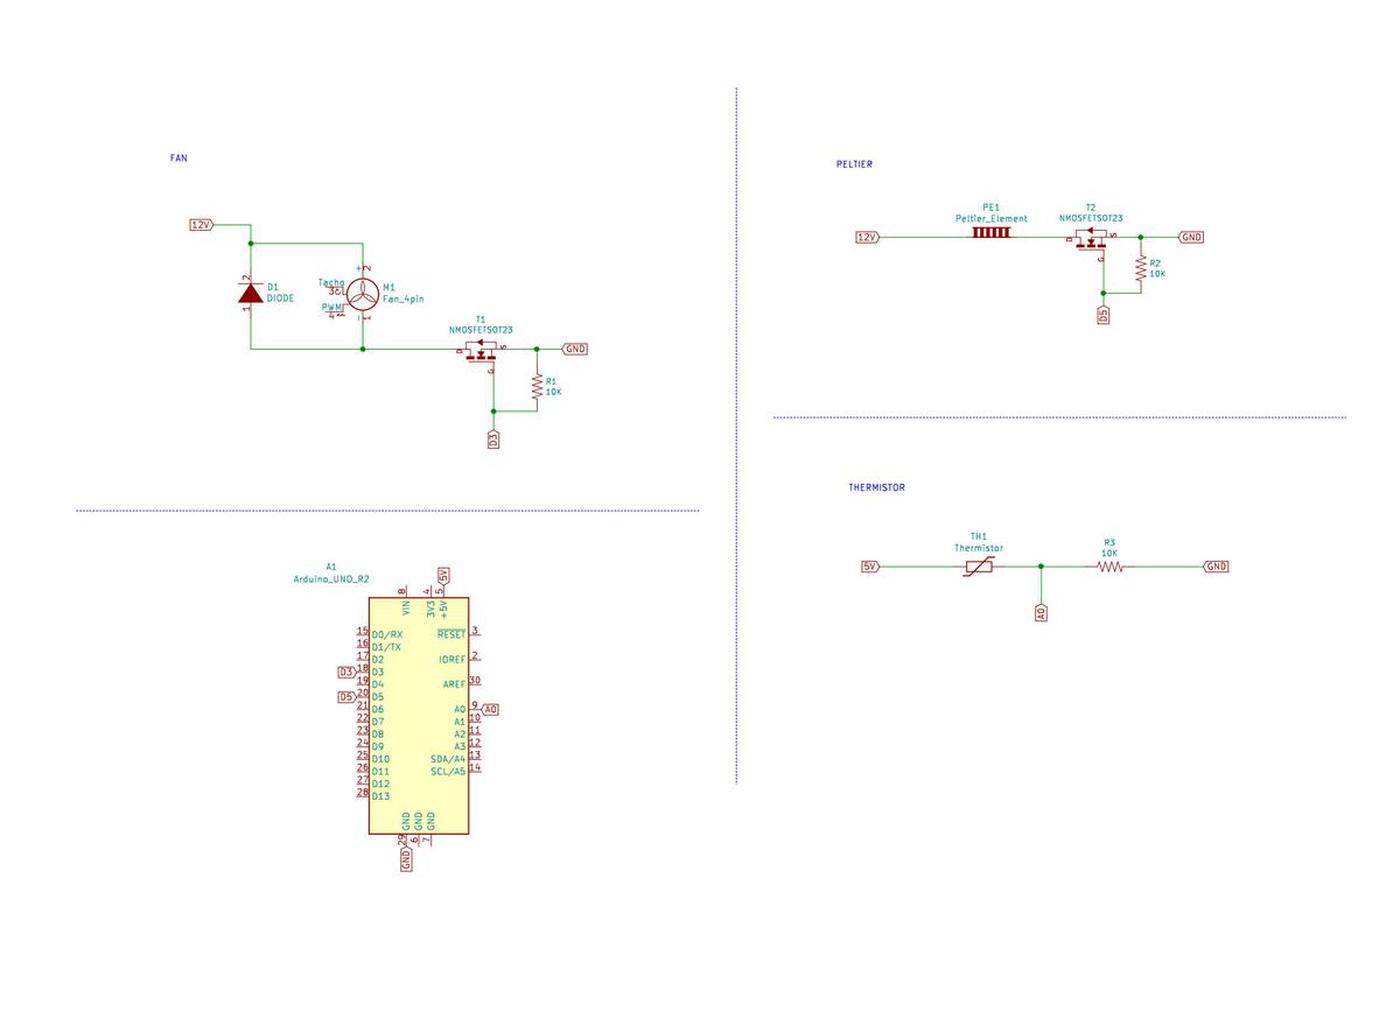 FAN
12V
2
D1
DIODE
1
+
2
Tacho
3
M1
Fan_4pin
PWM
4
-
1
T1
NMOSFETSOT23
D
S
G
GND
R1
10K
D3
PELTIER
12V
PE1
Peltier_Element
T2
NMOSFETSOT23
D
S
G
GND
R2
10K
D5
THERMISTOR
5V
TH1
Thermistor
R3
10K
GND
A0
A1
Arduino_UNO_R2
5V
8
4
5
VIN
3V3
+5V
15 D0/RX
RESET 3
16 D1/TX
17 D2
IOREF 2
D3 18 D3
19 D4
AREF 30
D5 20 D5
21 D6
A0 9 A0
22 D7
A1 10
23 D8
A2 11
24 D9
A3 12
25 D10
SDA/A4 13
26 D11
SCL/A5 14
27 D12
28 D13
GND
GND
GND
29
6
7
GND